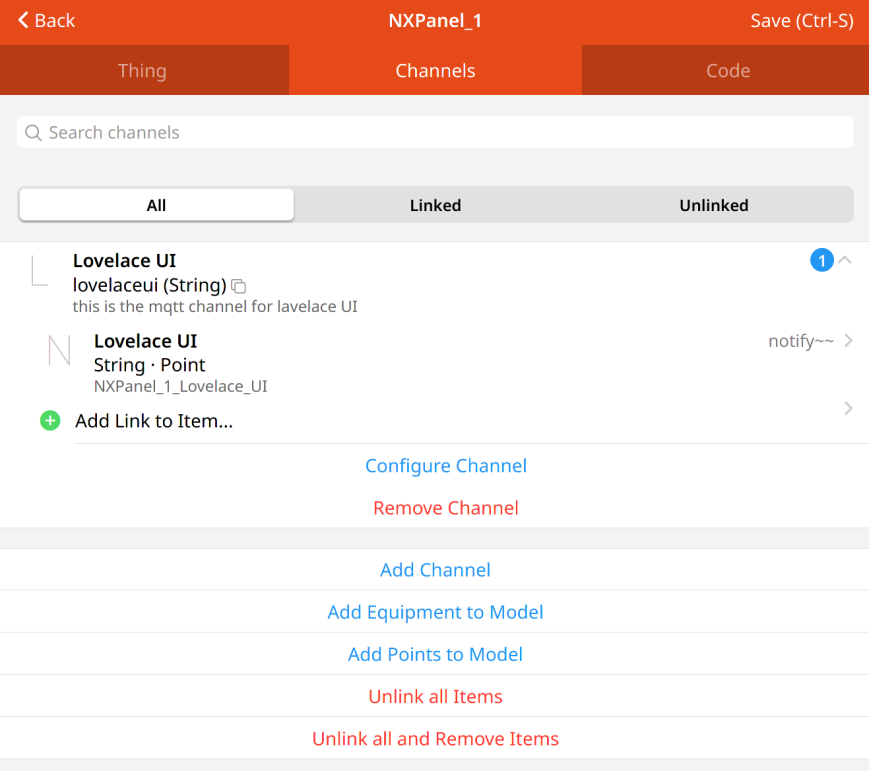 Back
NXPanel_1
Save (Ctrl-S)
Thing
Channels
Code
Search channels
All
Linked
Unlinked
L
Lovelace UI
1
lovelaceui (String)
this is the mqtt channel for lavelace UI
N
Lovelace UI
notify~~
String · Point
NXPanel_1_Lovelace_UI
Add Link to Item...
Configure Channel
Remove Channel
Add Channel
Add Equipment to Model
Add Points to Model
Unlink all Items
Unlink all and Remove Items